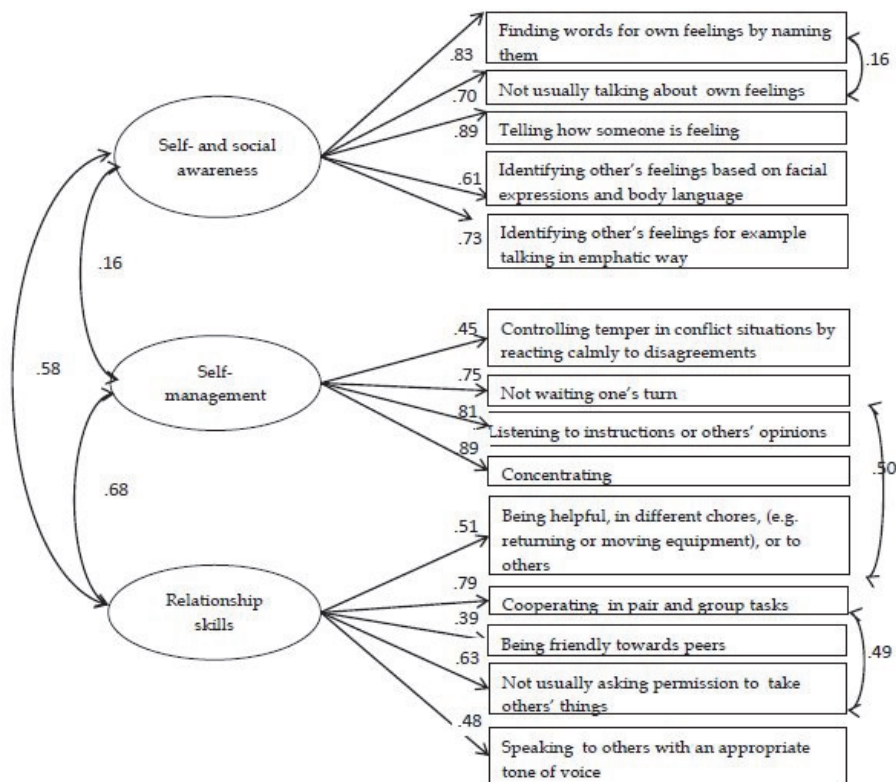 Finding words for own feelings by naming
them
.83
.16
.70
Not usually talking about  own feelings
.89
Telling how someone is feeling
Self- and social
awareness
.61
Identifying other’s feelings based on facial
expressions and body language
.73
Identifying other’s feelings for example
talking in emphatic way
.16
.45
Controlling temper in conflict situations by
reacting calmly to disagreements
.58
Self-
management
.75
Not waiting one’s turn
.81
Listening to instructions or others’ opinions
.89
Concentrating
.50
.68
.51
Being helpful, in different chores, (e.g.
returning or moving equipment), or to
others
.79
Relationship
skills
Cooperating  in pair and group tasks
.39
Being friendly towards peers
.49
.63
Not usually asking permission to  take
others’ things
.48
Speaking  to others with an appropriate
tone of voice